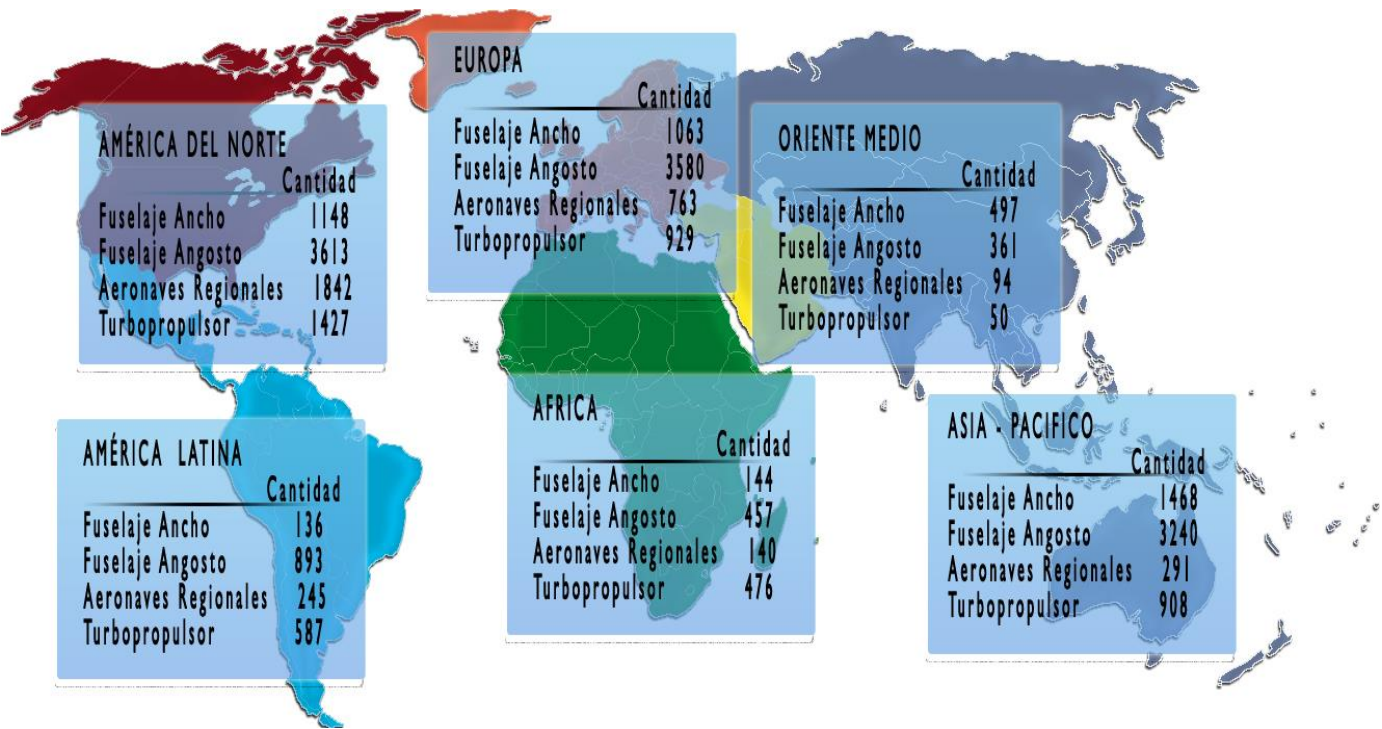 EUROPA
Cantidad
Fuselaje Ancho 1063
Fuselaje Angosto 3580
Aeronaves Regionales 763
Turbopropulsor 929
AMÉRICA DEL NORTE
Cantidad
Fuselaje Ancho 1148
Fuselaje Angosto 3613
Aeronaves Regionales 1842
Turbopropulsor 1427
ORIENTE MEDIO
Cantidad
Fuselaje Ancho 497
Fuselaje Angosto 361
Aeronaves Regionales 94
Turbopropulsor 50
AMÉRICA LATINA
Cantidad
Fuselaje Ancho 136
Fuselaje Angosto 893
Aeronaves Regionales 245
Turbopropulsor 587
AFRICA
Cantidad
Fuselaje Ancho 144
Fuselaje Angosto 457
Aeronaves Regionales 140
Turbopropulsor 476
ASIA - PACIFICO
Cantidad
Fuselaje Ancho 1468
Fuselaje Angosto 3240
Aeronaves Regionales 291
Turbopropulsor 908